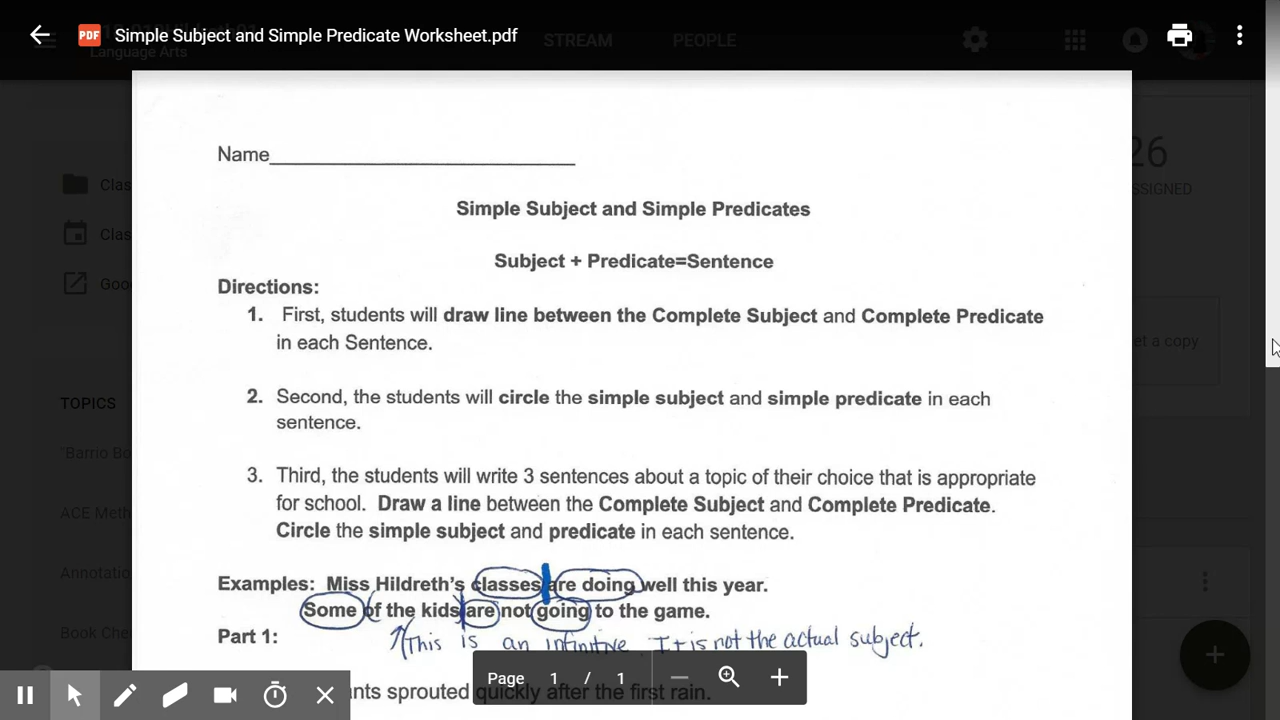 Simple Subject and Simple Predicate Worksheet.pdf
STREAM
PEOPLE
Language Arts
26
Name
Simple Subject and Simple Predicates
Subject + Predicate=Sentence
Directions:
1. First, students will draw line between the Complete Subject and Complete Predicate
in each Sentence.
2. Second, the students will circle the simple subject and simple predicate in each
sentence.
3. Third, the students will write 3 sentences about a topic of their choice that is appropriate
for school. Draw a line between the Complete Subject and Complete Predicate.
Circle the simple subject and predicate in each sentence.
Examples: Miss Hildreth's classes are doing well this year.
Some of the kids are not going to the game.
Part 1:
This is an infinitive. It is not the actual subject.
sprouted quickly after the first rain.
Page 1 / 1
TOPICS
ACE
Book
a copy